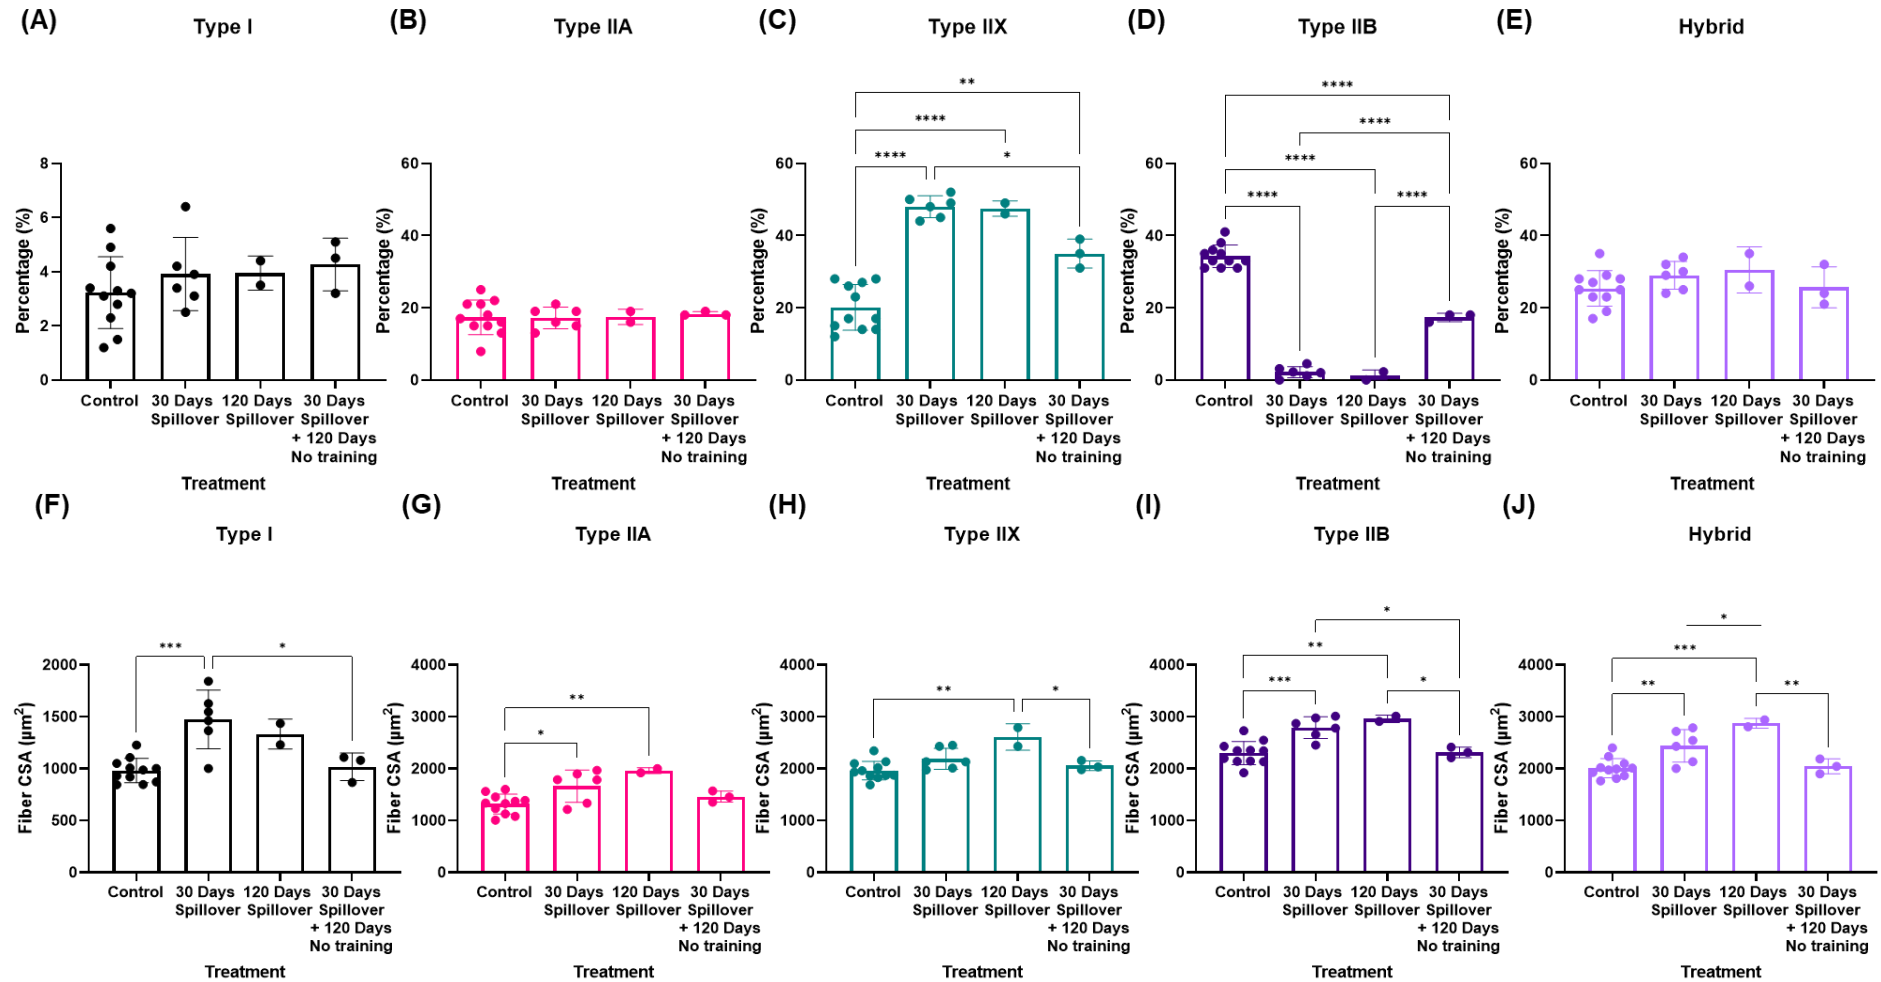 (A) Type I
(B) Type IIA
(C) Type IIX
(D) Type IIB
(E) Hybrid
Percentage (%)
8
6
4
2
0
Control
30 Days
Spillover
120 Days
Spillover
30 Days
Spillover
+ 120 Days
No training
Treatment
Percentage (%)
60
40
20
0
Control
30 Days
Spillover
120 Days
Spillover
30 Days
Spillover
+ 120 Days
No training
Treatment
**
****
**** *
Percentage (%)
60
40
20
0
Control
30 Days
Spillover
120 Days
Spillover
30 Days
Spillover
+ 120 Days
No training
Treatment
****
****
****
**** ****
Percentage (%)
60
40
20
0
Control
30 Days
Spillover
120 Days
Spillover
30 Days
Spillover
+ 120 Days
No training
Treatment
Percentage (%)
60
40
20
0
Control
30 Days
Spillover
120 Days
Spillover
30 Days
Spillover
+ 120 Days
No training
Treatment
(F) Type I
(G) Type IIA
(H) Type IIX
(I) Type IIB
(J) Hybrid
*** *
Fiber CSA (µm²)
2000
1500
1000
500
0
Control
30 Days
Spillover
120 Days
Spillover
30 Days
Spillover
+ 120 Days
No training
Treatment
**
*
Fiber CSA (µm²)
4000
3000
2000
1000
0
Control
30 Days
Spillover
120 Days
Spillover
30 Days
Spillover
+ 120 Days
No training
Treatment
** *
Fiber CSA (µm²)
4000
3000
2000
1000
0
Control
30 Days
Spillover
120 Days
Spillover
30 Days
Spillover
+ 120 Days
No training
Treatment
*
**
*** *
Fiber CSA (µm²)
4000
3000
2000
1000
0
Control
30 Days
Spillover
120 Days
Spillover
30 Days
Spillover
+ 120 Days
No training
Treatment
*
***
** **
Fiber CSA (µm²)
4000
3000
2000
1000
0
Control
30 Days
Spillover
120 Days
Spillover
30 Days
Spillover
+ 120 Days
No training
Treatment